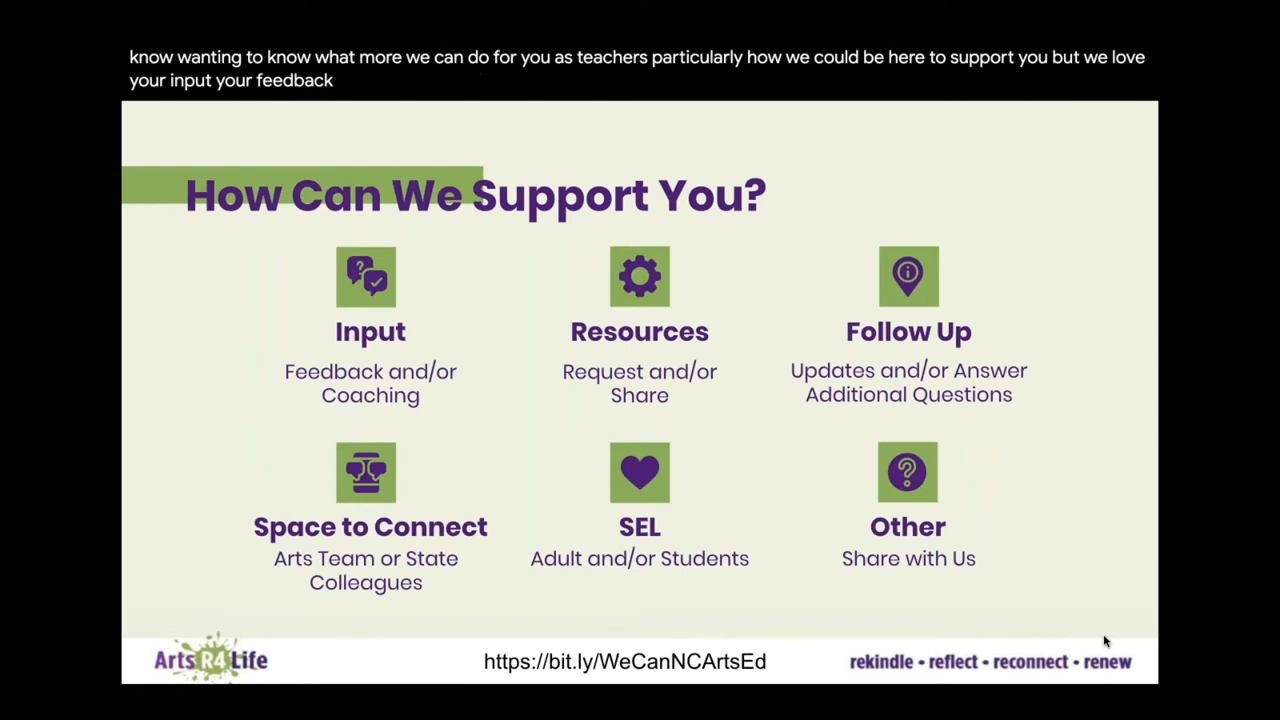 know wanting to know what more we can do for you as teachers particularly how we could be here to support you but we love
your input your feedback
How Can We Support You?
Input
Feedback and/or
Coaching
Resources
Request and/or
Share
Follow Up
Updates and/or Answer
Additional Questions
Space to Connect
Arts Team or State
Colleagues
SEL
Adult and/or Students
Other
Share with Us
Arts R4 Life
https://bit.ly/WeCanNCArtsEd
rekindle • reflect • reconnect • renew